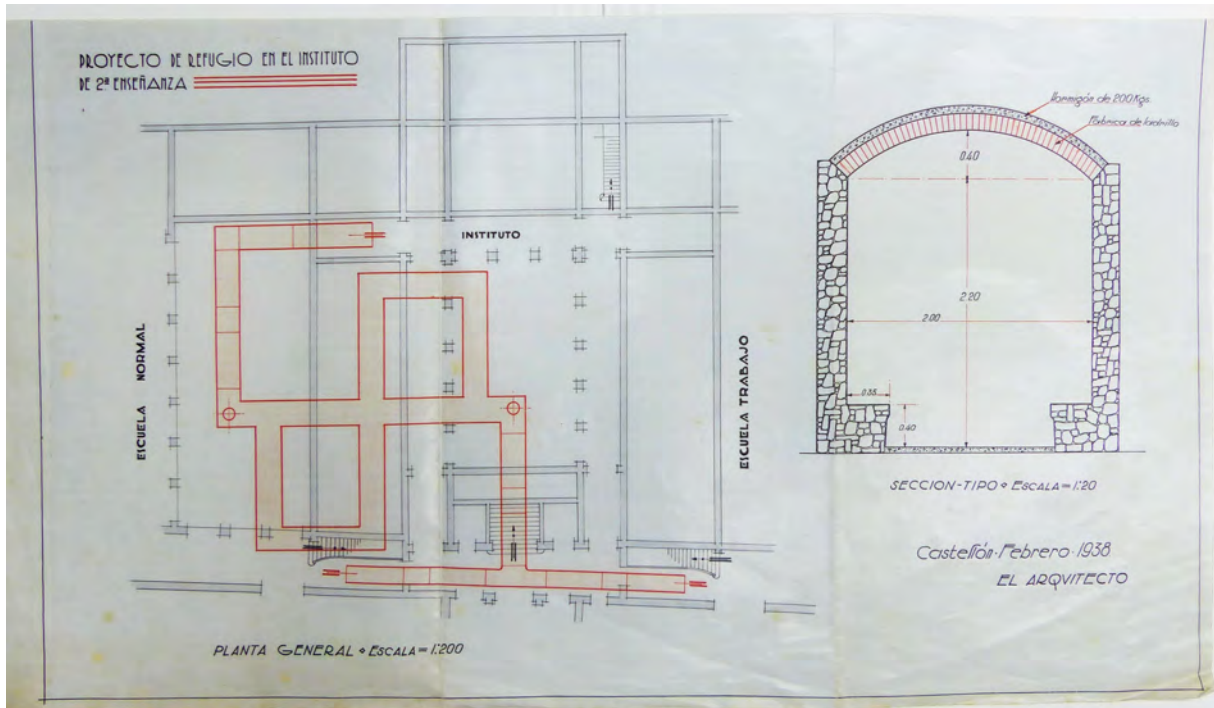 PROYECTO DE REFUGIO EN EL INSTITUTO
DE 2ª ENSEÑANZA
INSTITUTO
ESCUELA NORMAL
ESCUELA TRABAJO
PLANTA GENERAL ESCALA = 1:200
Hormigón de 200 Kgs
Fábrica de ladrillo
0.40
2.20
2.00
0.35
0.40
SECCION-TIPO ESCALA = 1:20
Castellón-Febrero-1938
EL ARQVITECTO